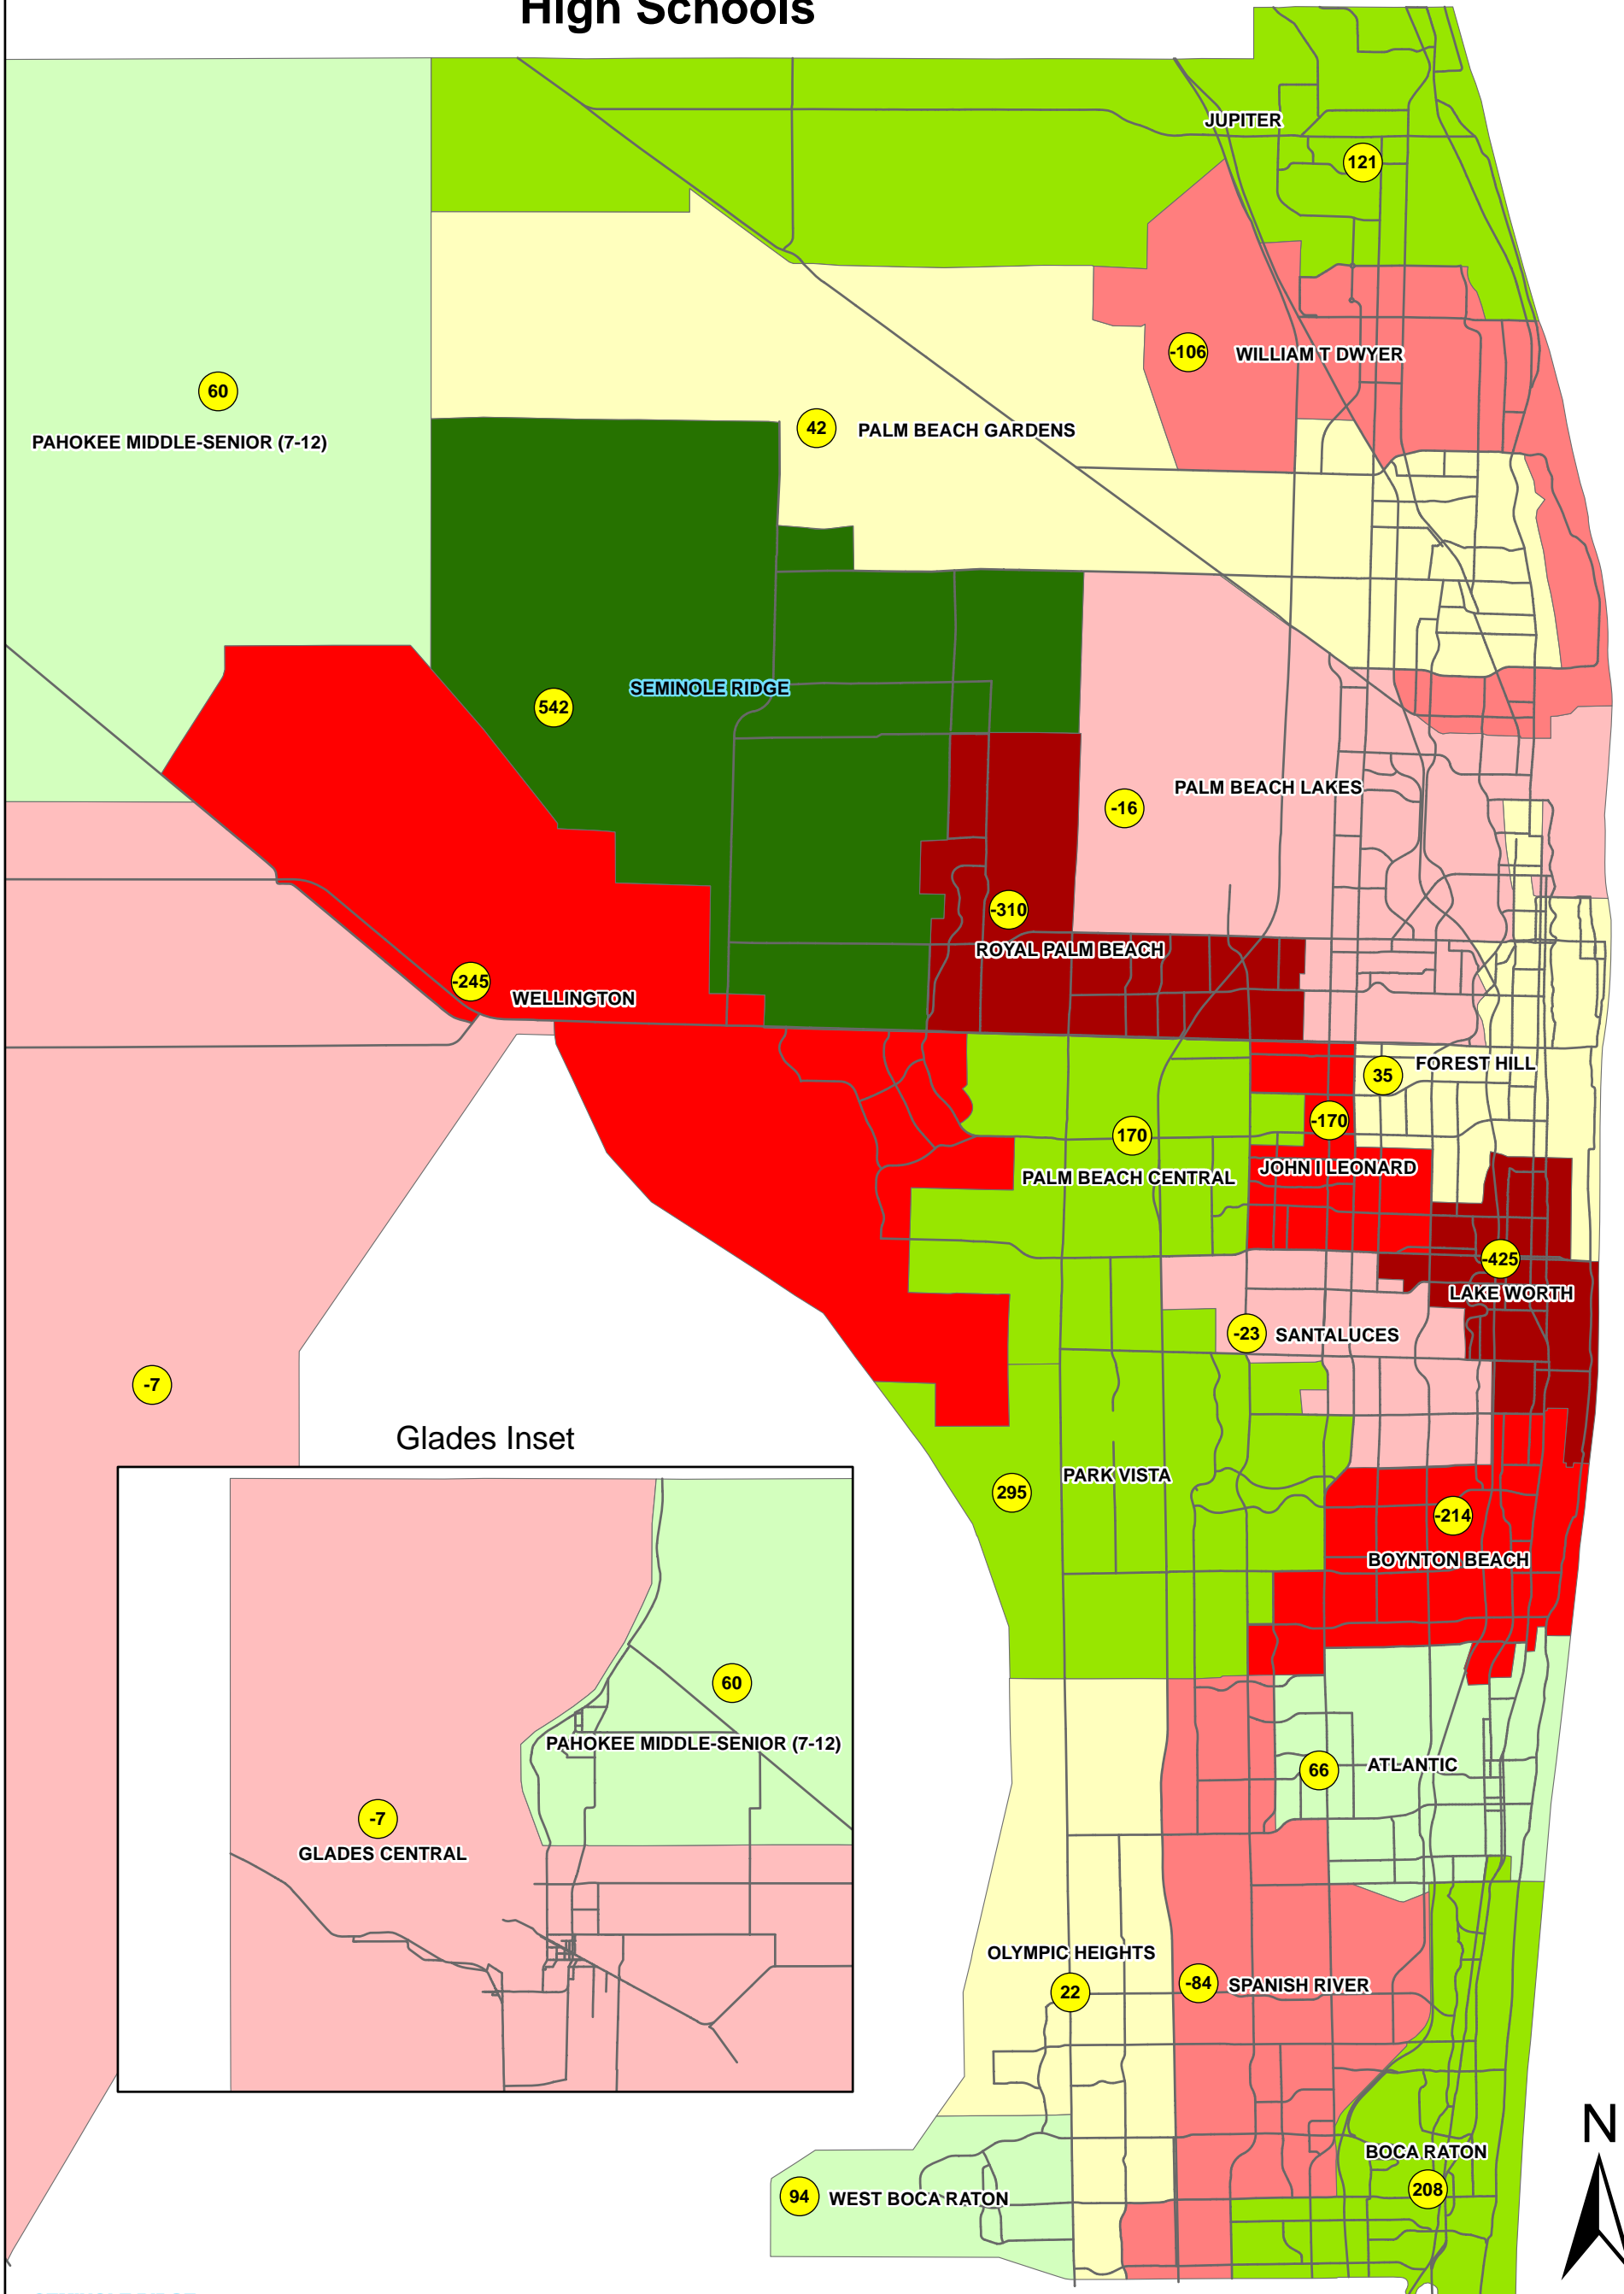 High Schools
JUPITER
121
-106
WILLIAM T DWYER
60
PAHOKEE MIDDLE-SENIOR (7-12)
42
PALM BEACH GARDENS
SEMINOLE RIDGE
542
PALM BEACH LAKES
-16
-310
ROYAL PALM BEACH
-245
WELLINGTON
FOREST HILL
35
-170
170
JOHN I LEONARD
PALM BEACH CENTRAL
-425
LAKE WORTH
-23
SANTALUCES
-7
Glades Inset
PARK VISTA
295
-214
BOYNTON BEACH
60
PAHOKEE MIDDLE-SENIOR (7-12)
66
ATLANTIC
-7
GLADES CENTRAL
OLYMPIC HEIGHTS
22
-84
SPANISH RIVER
N
BOCA RATON
208
94
WEST BOCA RATON